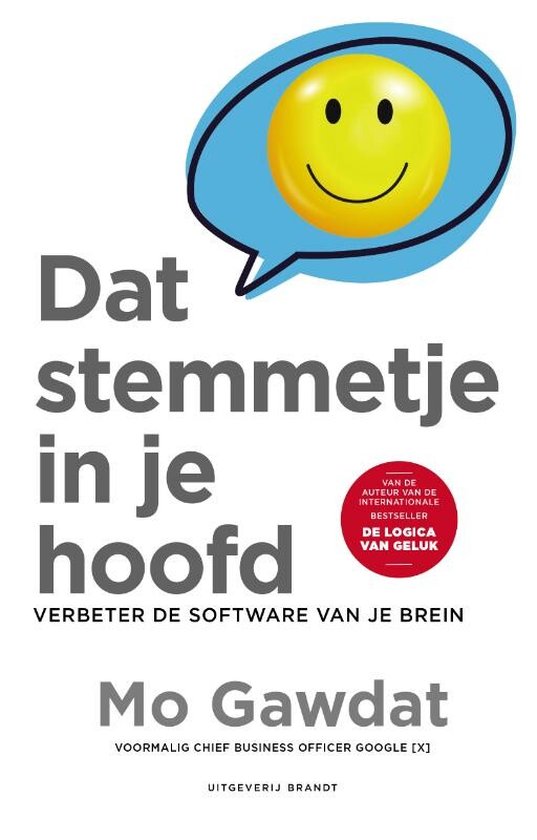 Dat
stemmetje
in je
hoofd
VAN DE
AUTEUR VAN DE
INTERNATIONALE
BESTSELLER
DE LOGICA
VAN GELUK
VERBETER DE SOFTWARE VAN JE BREIN
Mo Gawdat
VOORMALIG CHIEF BUSINESS OFFICER GOOGLE [X]
UITGEVERIJ BRANDT